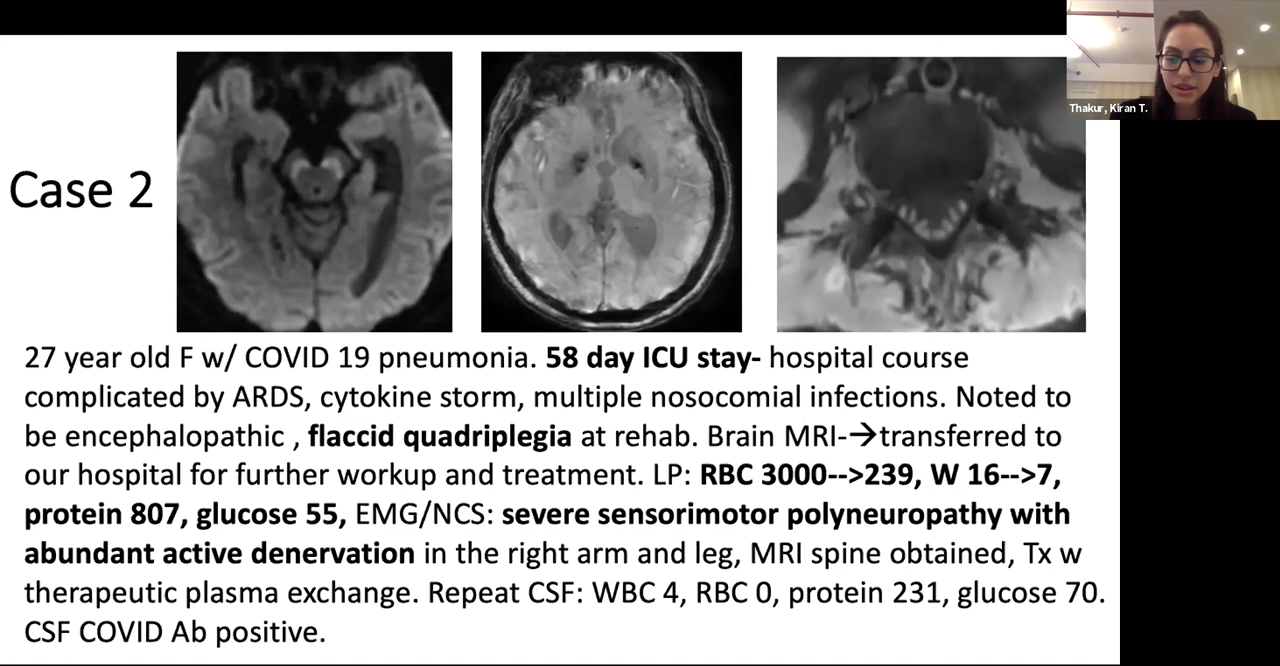 Thakur, Kiran T.
Case 2
27 year old F w/ COVID 19 pneumonia. 58 day ICU stay- hospital course
complicated by ARDS, cytokine storm, multiple nosocomial infections. Noted to
be encephalopathic , flaccid quadriplegia at rehab. Brain MRI-→transferred to
our hospital for further workup and treatment. LP: RBC 3000-->239, W 16-->7,
protein 807, glucose 55, EMG/NCS: severe sensorimotor polyneuropathy with
abundant active denervation in the right arm and leg, MRI spine obtained, Tx w
therapeutic plasma exchange. Repeat CSF: WBC 4, RBC 0, protein 231, glucose 70.
CSF COVID Ab positive.